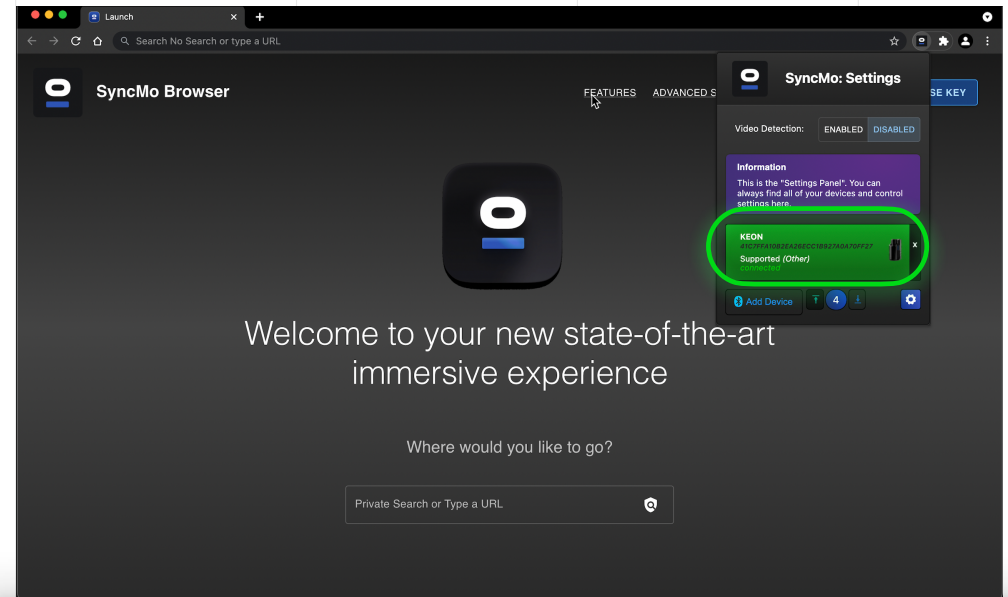 Launch
Search No Search or type a URL
SyncMo Browser
FEATURES
ADVANCED S
SE KEY
SyncMo: Settings
Video Detection:
ENABLED
DISABLED
Information
This is the "Settings Panel". You can
always find all of your devices and control
settings here.
KEON
Supported (Other)
connected
x
Add Device
4
Welcome to your new state-of-the-art
immersive experience
Where would you like to go?
Private Search or Type a URL